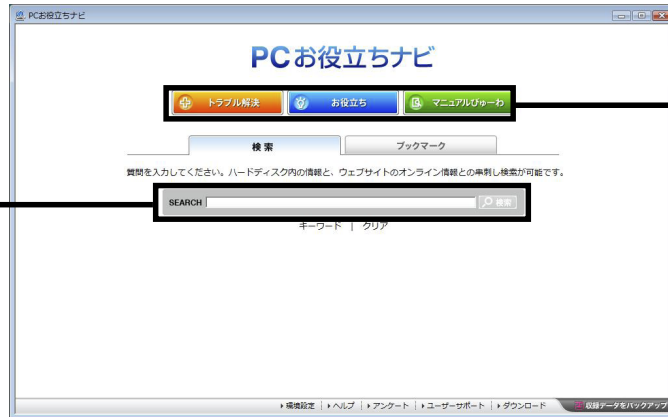 PCお役立ちナビ
PCお役立ちナビ
トラブル解決 お役立ち マニュアルびゅーわ
検索 ブックマーク
質問を入力してください。ハードディスク内の情報と、ウェブサイトのオンライン情報との串刺し検索が可能です。
SEARCH 検索
キーワード | クリア
環境設定 | ヘルプ | アンケート | ユーザーサポート | ダウンロード 収録データをバックアップ